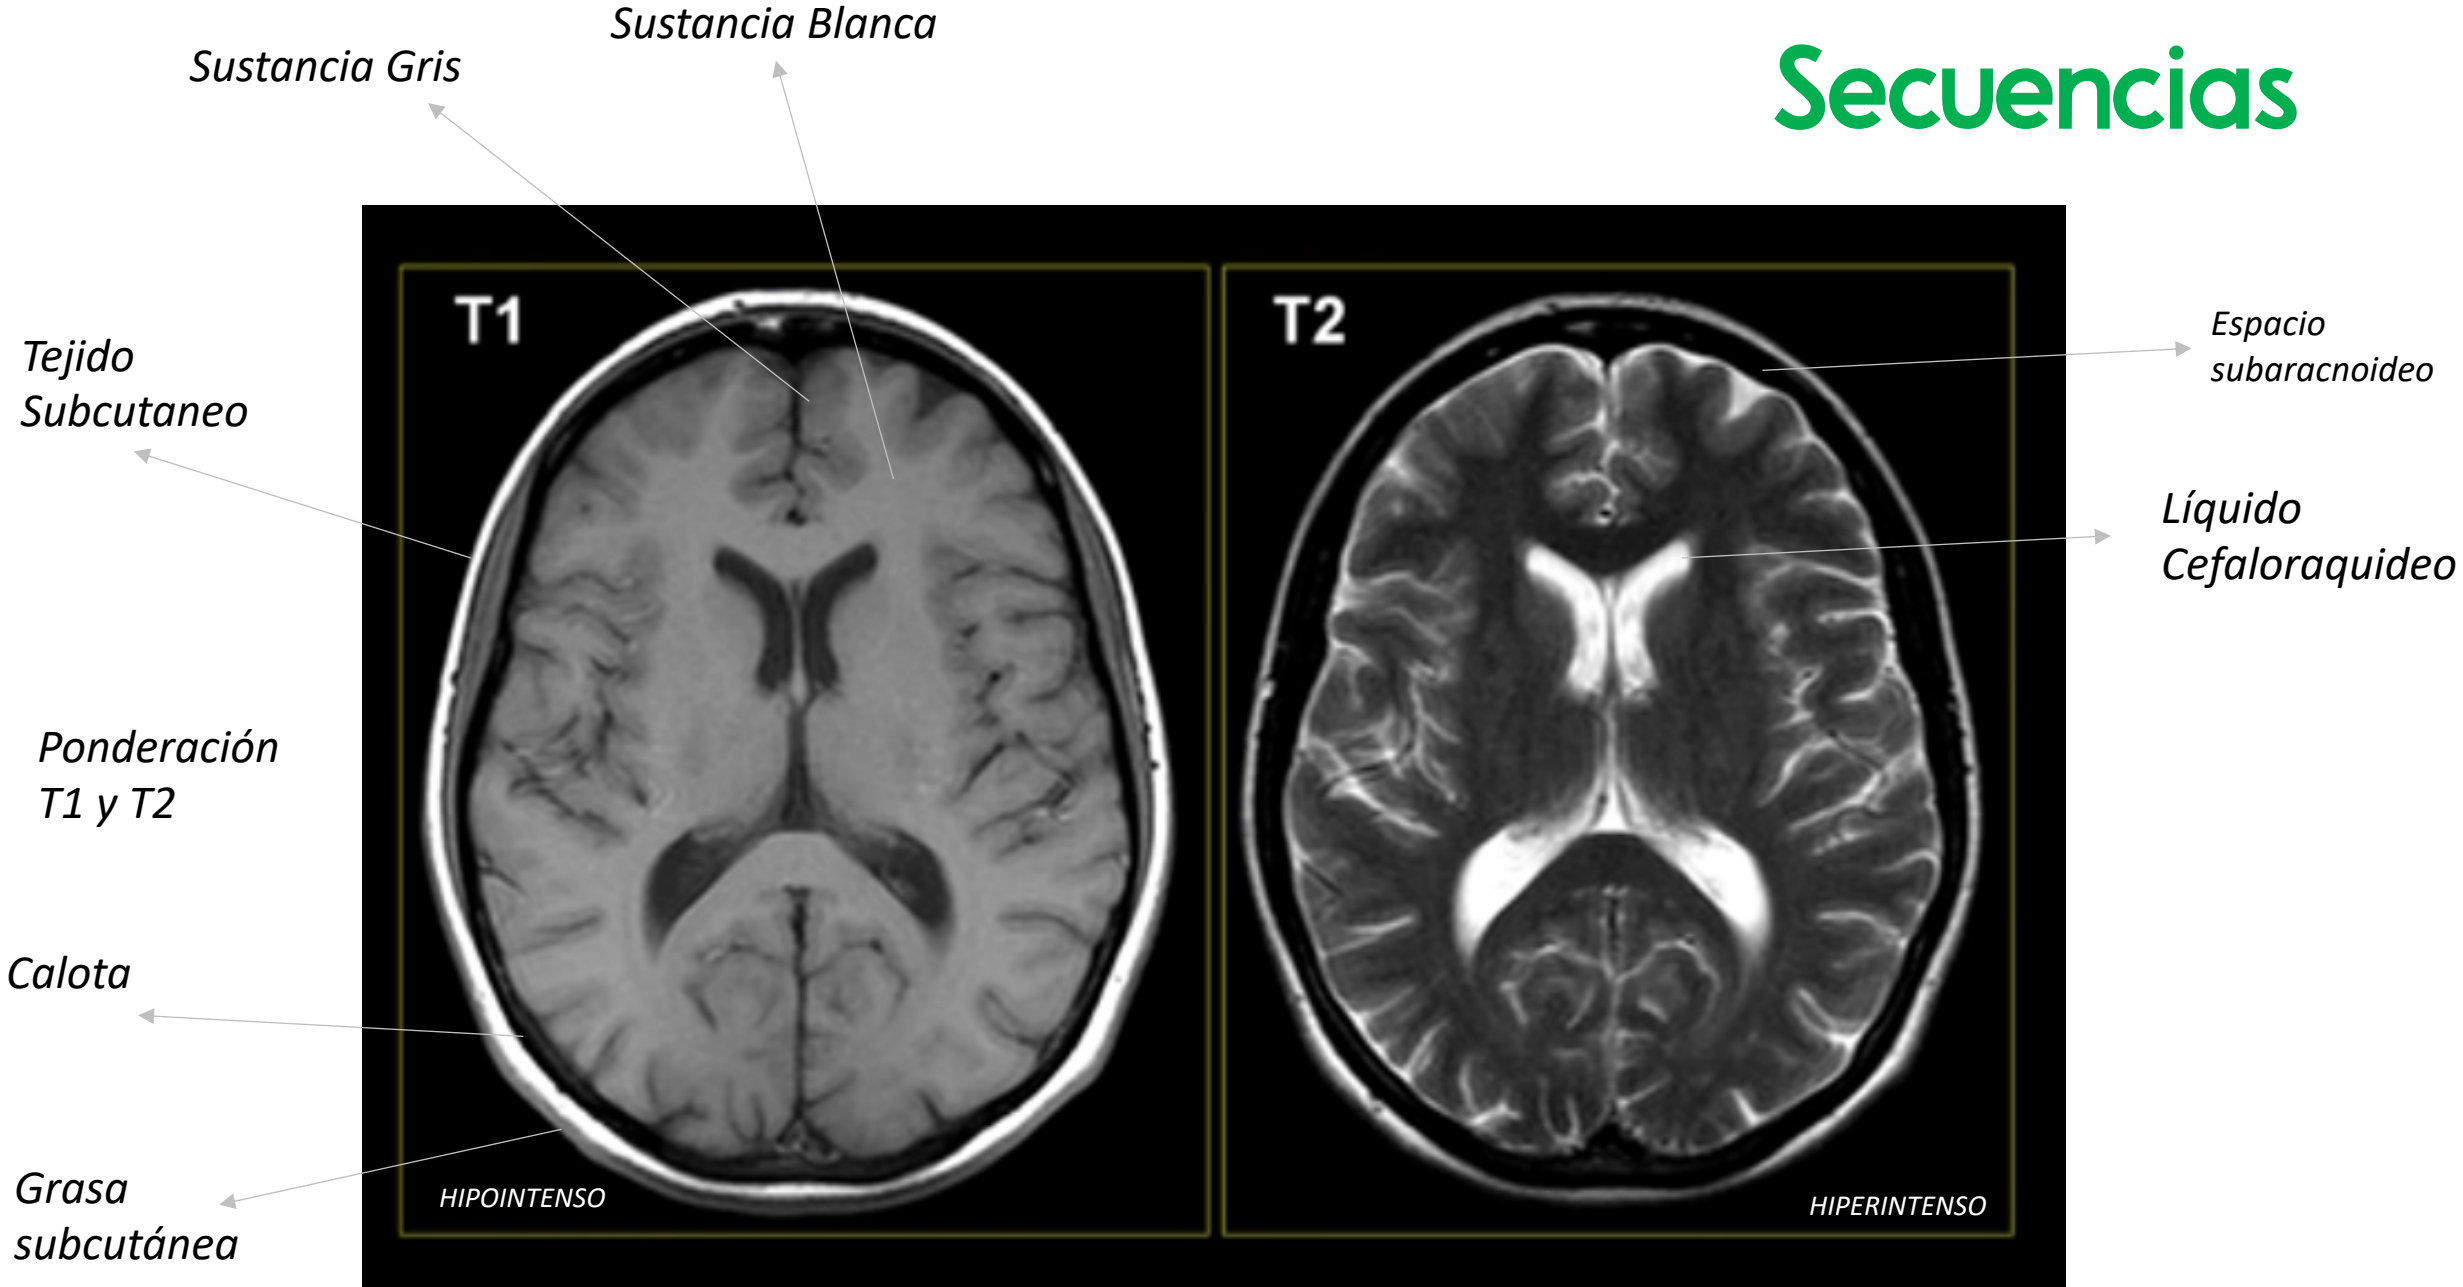 Sustancia Blanca
Sustancia Gris
Secuencias
T1
T2
Tejido
Subcutaneo
Espacio
subaracnoideo
Líquido
Cefaloraquideo
Ponderación
T1 y T2
Calota
Grasa
subcutánea
HIPOINTENSO
HIPERINTENSO